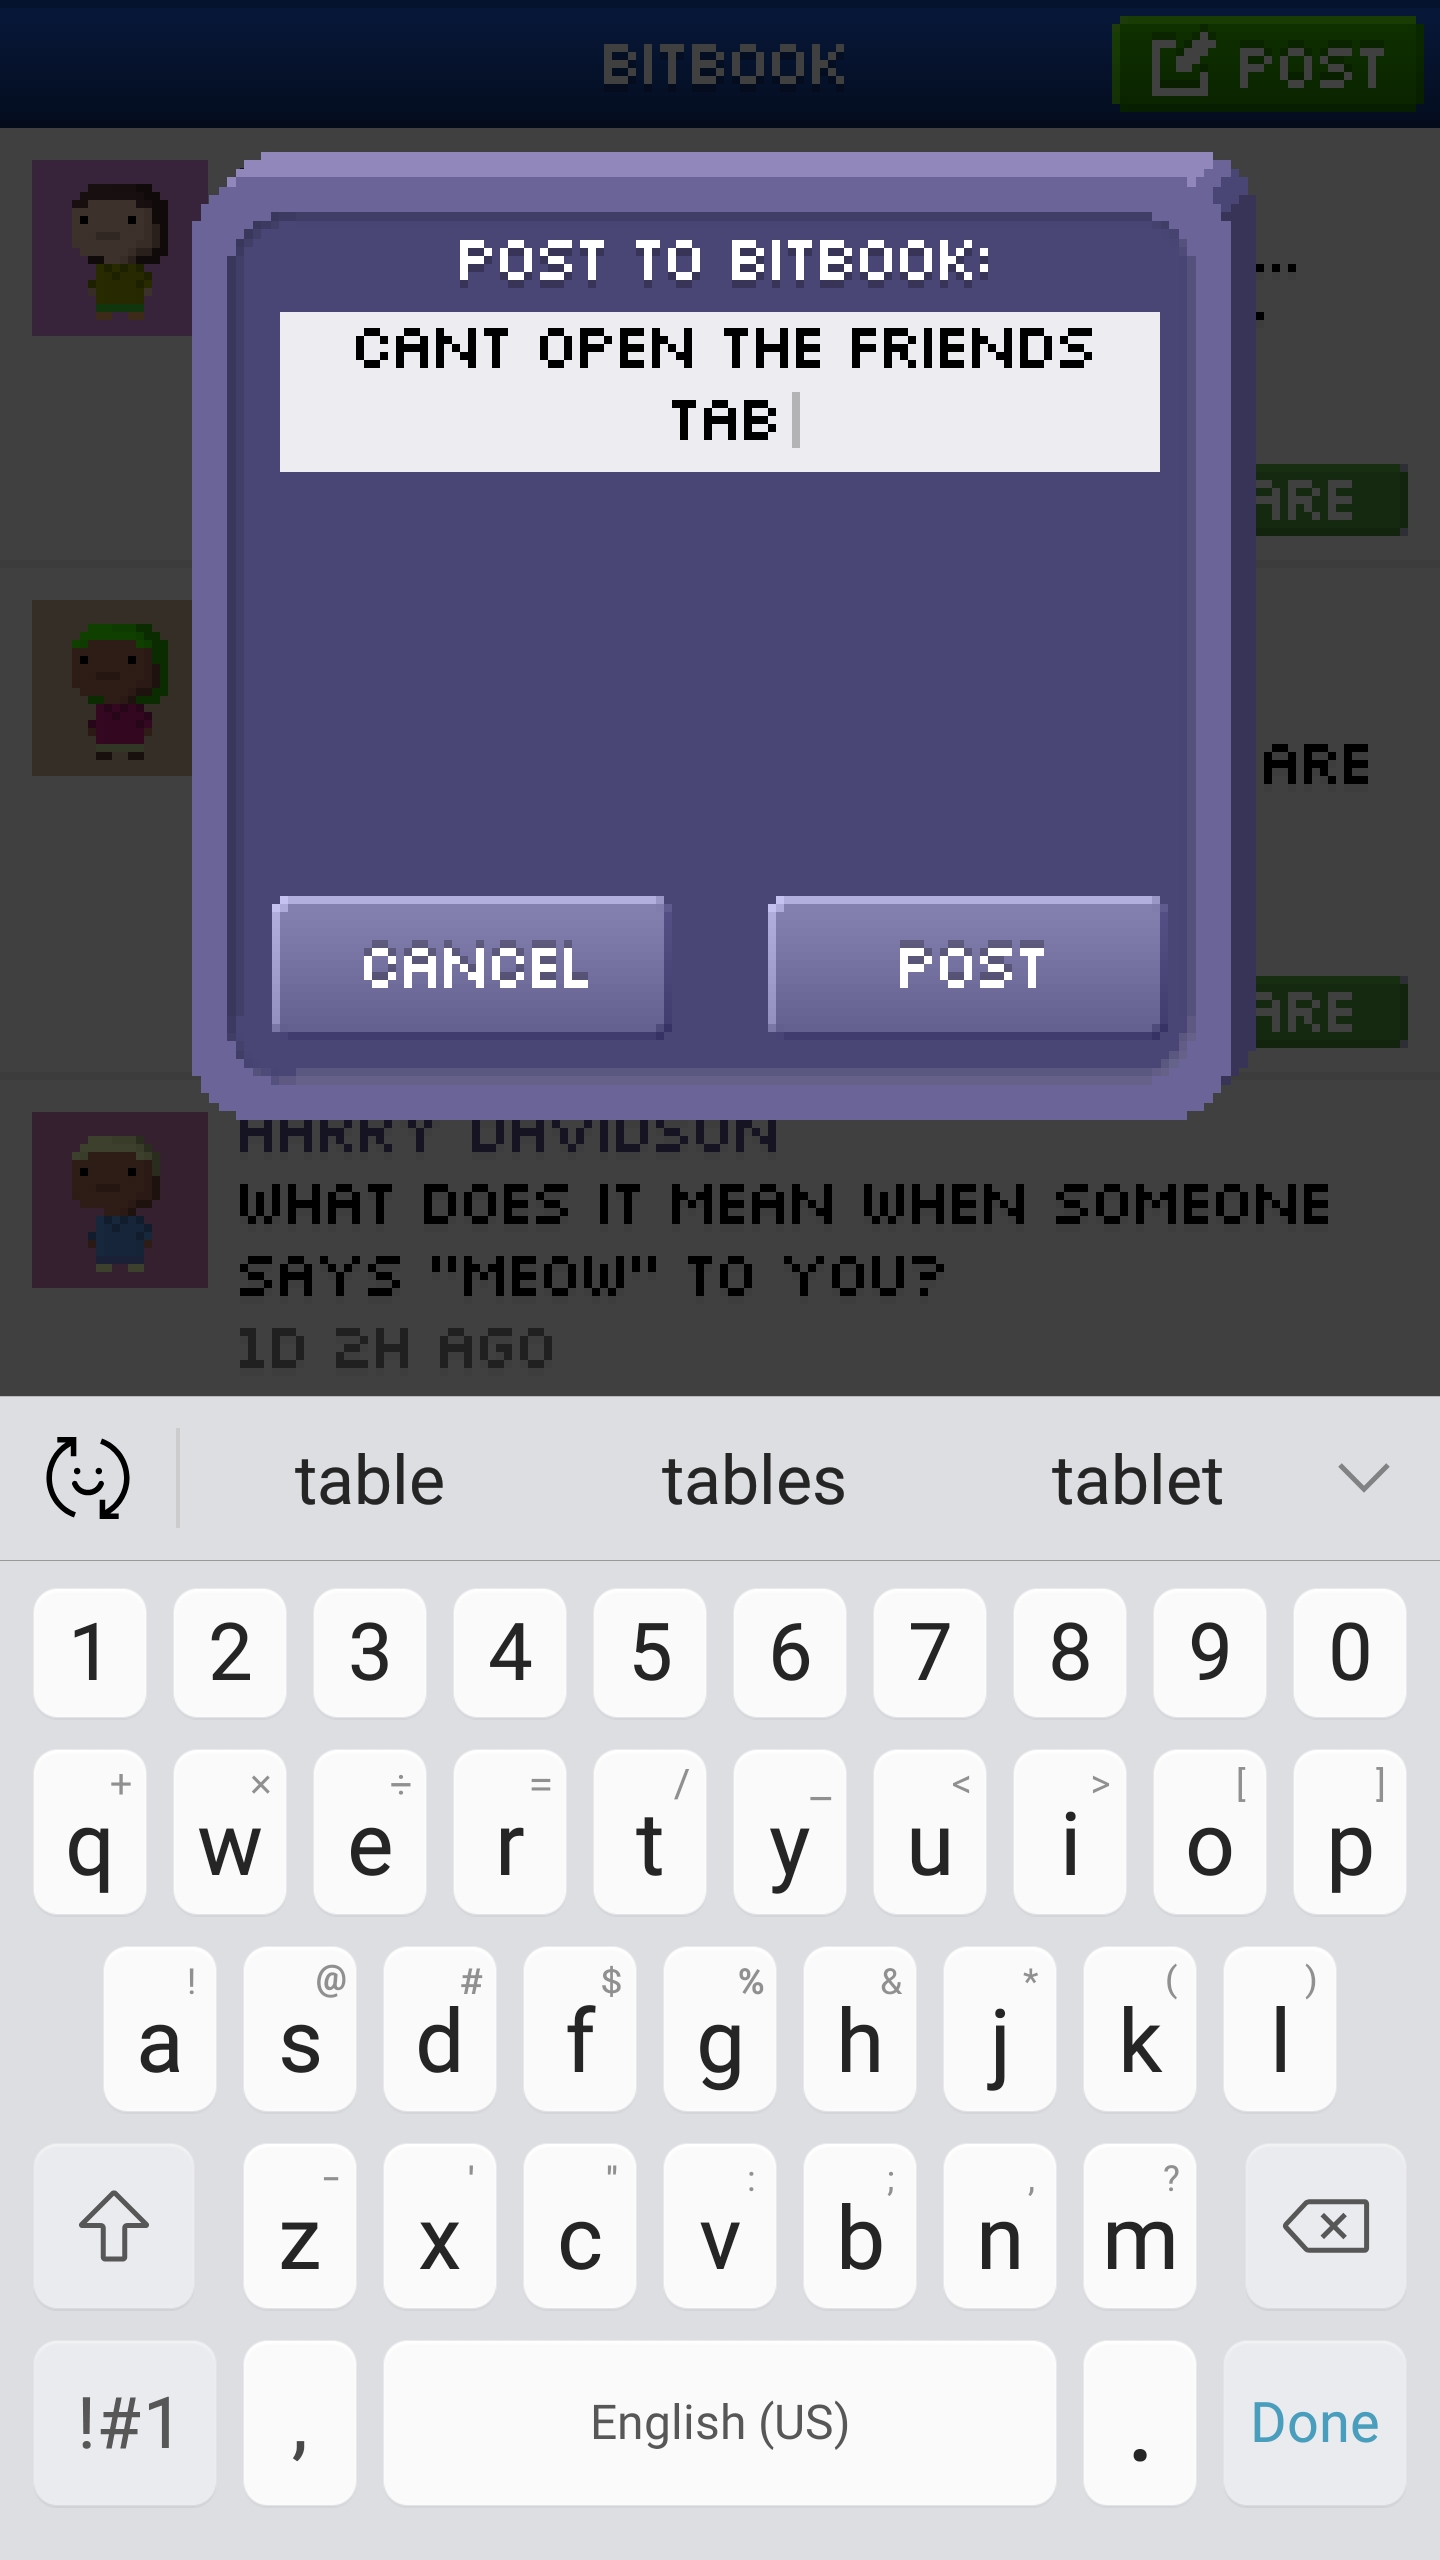 BITBOOK
POST
POST TO BITBOOK:
CANT OPEN THE FRIENDS
TAB
CANCEL
POST
ARE
HARRY DAVIDSON
WHAT DOES IT MEAN WHEN SOMEONE
SAYS "MEOW" TO YOU?
1D 2H AGO
table tables tablet
1 2 3 4 5 6 7 8 9 0
+ × ÷ = / _ < > [ ]
q w e r t y u i o p
! @ # $ % & * ( )
a s d f g h j k l
- ' " : ; , ?
z x c v b n m
!#1 , English (US) . Done